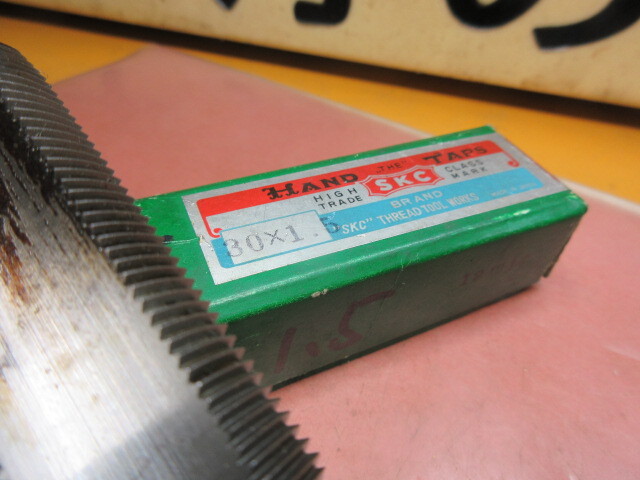 HAND THE TAPS
HIGH SKC CLASS
TRADE MARK
BRAND
"SKC" THREAD TOOL WORKS
30×1.5
1.5